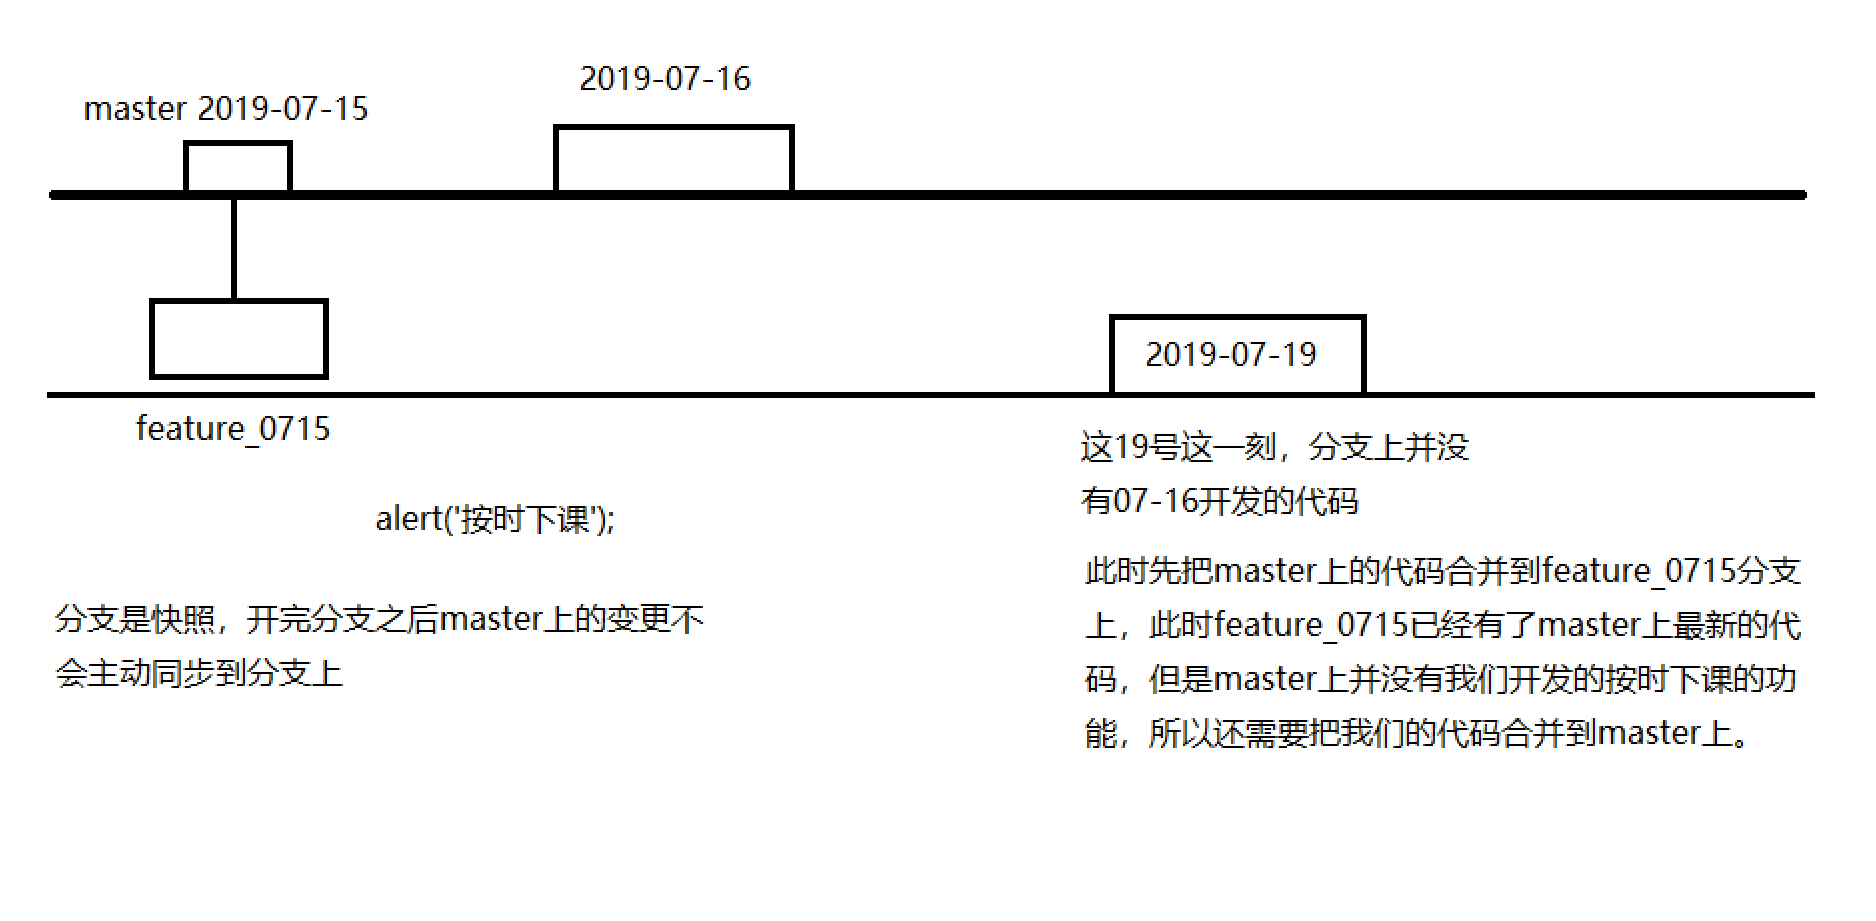 2019-07-16
master 2019-07-15
2019-07-19
feature_0715
这19号这一刻，分支上并没
有07-16开发的代码
alert('按时下课');
此时先把master上的代码合并到feature_0715分支
上，此时feature_0715已经有了master上最新的代
码，但是master上并没有我们开发的按时下课的功
能，所以还需要把我们的代码合并到master上。
分支是快照，开完分支之后master上的变更不
会主动同步到分支上